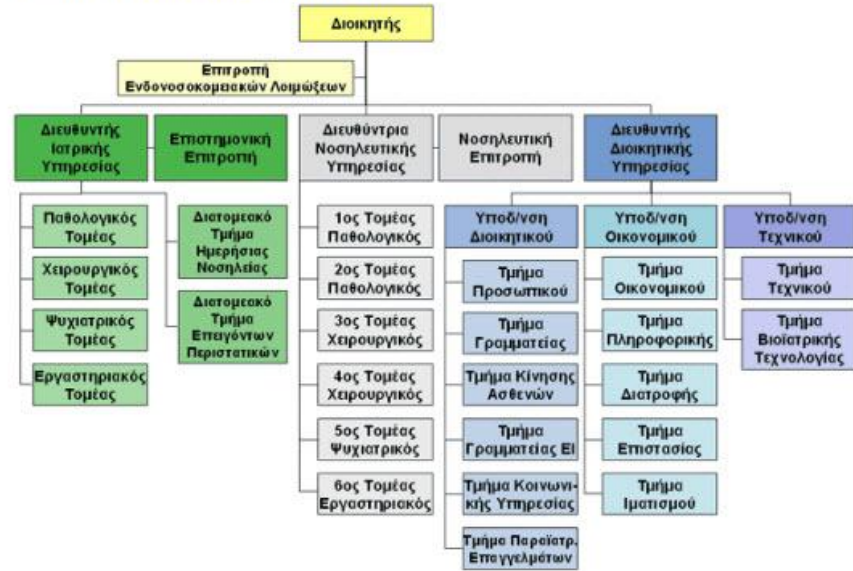 Διοικητής
Επιτροπή
Ενδονοσοκομειακών Λοιμώξεων
Διευθυντής
Ιατρικής
Υπηρεσίας
Επιστημονική
Επιτροπή
Διευθύντρια
Νοσηλευτικής
Υπηρεσίας
Νοσηλευτική
Επιτροπή
Διευθυντής
Διοικητικής
Υπηρεσίας
Παθολογικός
Τομέας
Χειρουργικός
Τομέας
Ψυχιατρικός
Τομέας
Εργαστηριακός
Τομέας
Διατομεακό
Τμήμα
Ημερήσιας
Νοσηλείας
Διατομεακό
Τμήμα
Επειγόντων
Περιστατικών
1ος Τομέας
Παθολογικός
2ος Τομέας
Παθολογικός
3ος Τομέας
Χειρουργικός
4ος Τομέας
Χειρουργικός
5ος Τομέας
Ψυχιατρικός
6ος Τομέας
Εργαστηριακός
Υποδ/νση
Διοικητικού
Τμήμα
Προσωπικού
Τμήμα
Γραμματείας
Τμήμα Κίνησης
Ασθενών
Τμήμα
Γραμματείας ΕΙ
Τμήμα Κοινωνι-
κής Υπηρεσίας
Τμήμα Παραϊατρ.
Επαγγελμάτων
Υποδ/νση
Οικονομικού
Τμήμα
Οικονομικού
Τμήμα
Πληροφορικής
Τμήμα
Διατροφής
Τμήμα
Επιστασίας
Τμήμα
Ιματισμού
Υποδ/νση
Τεχνικού
Τμήμα
Τεχνικού
Τμήμα
Βιοϊατρικής
Τεχνολογίας